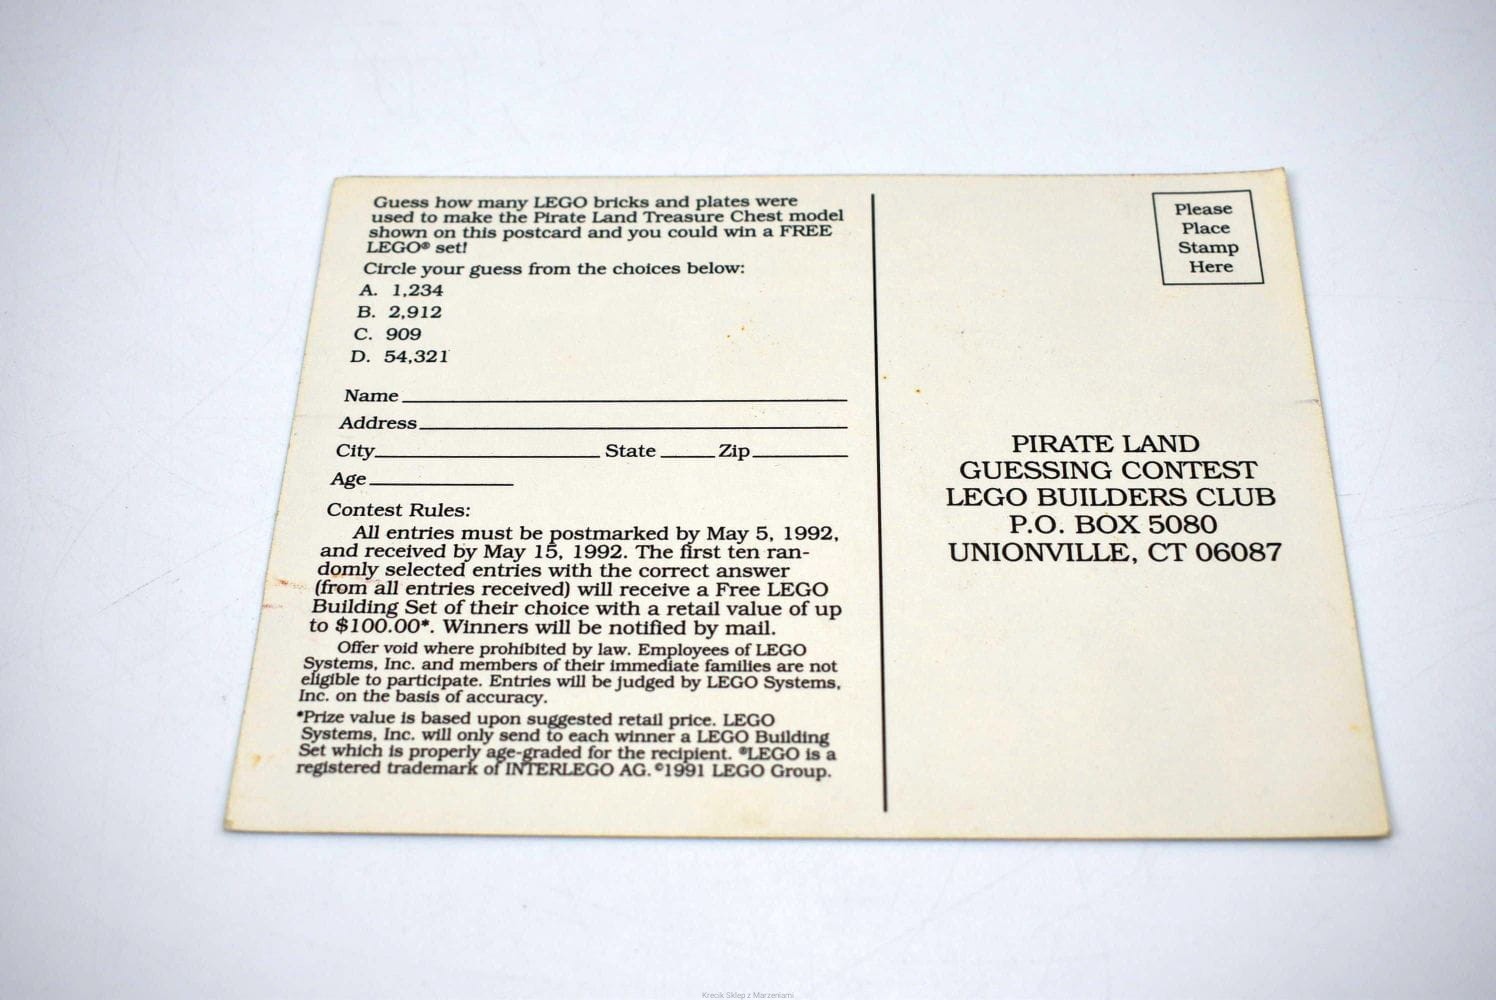 Guess how many LEGO bricks and plates were
used to make the Pirate Land Treasure Chest model
shown on this postcard and you could win a FREE
LEGO® set!
Circle your guess from the choices below:
A. 1,234
B. 2,912
C. 909
D. 54,321
Name
Address
City State Zip
Age
Contest Rules:
All entries must be postmarked by May 5, 1992,
and received by May 15, 1992. The first ten ran-
domly selected entries with the correct answer
(from all entries received) will receive a Free LEGO
Building Set of their choice with a retail value of up
to $100.00*. Winners will be notified by mail.
Offer void where prohibited by law. Employees of LEGO
Systems, Inc. and members of their immediate families are not
eligible to participate. Entries will be judged by LEGO Systems,
Inc. on the basis of accuracy.
*Prize value is based upon suggested retail price. LEGO
Systems, Inc. will only send to each winner a LEGO Building
Set which is properly age-graded for the recipient. ®LEGO is a
registered trademark of INTERLEGO AG. ©1991 LEGO Group.
Please
Place
Stamp
Here
PIRATE LAND
GUESSING CONTEST
LEGO BUILDERS CLUB
P.O. BOX 5080
UNIONVILLE, CT 06087
Krecik Sklep z Marzeniami